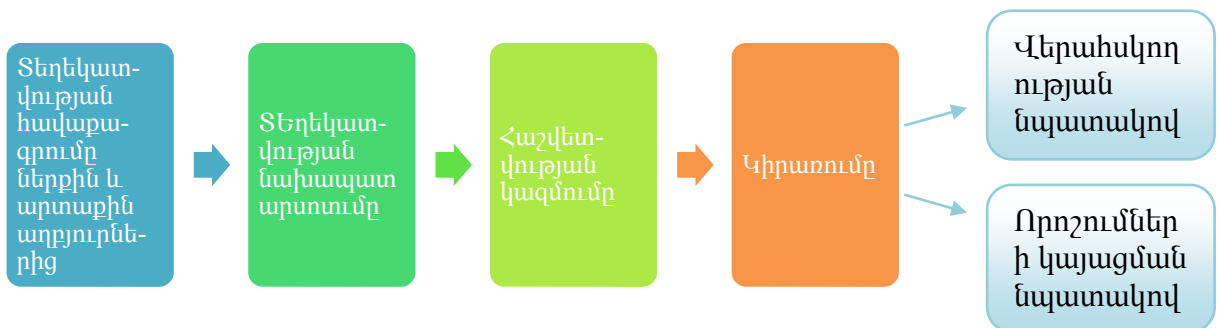 Տեղեկատ-
վության
հավաքա-
գրումը
ներքին և
արտաքին
աղբյուրնե-
րից
ՏԵղեկատ-
վության
նախապատ
արսոտւմը
Հաշվետ-
վության
կազմումը
Կիրառումը
Վերահսկող
ության
նպատակով
Որոշումներ
ի կայացման
նպատակով